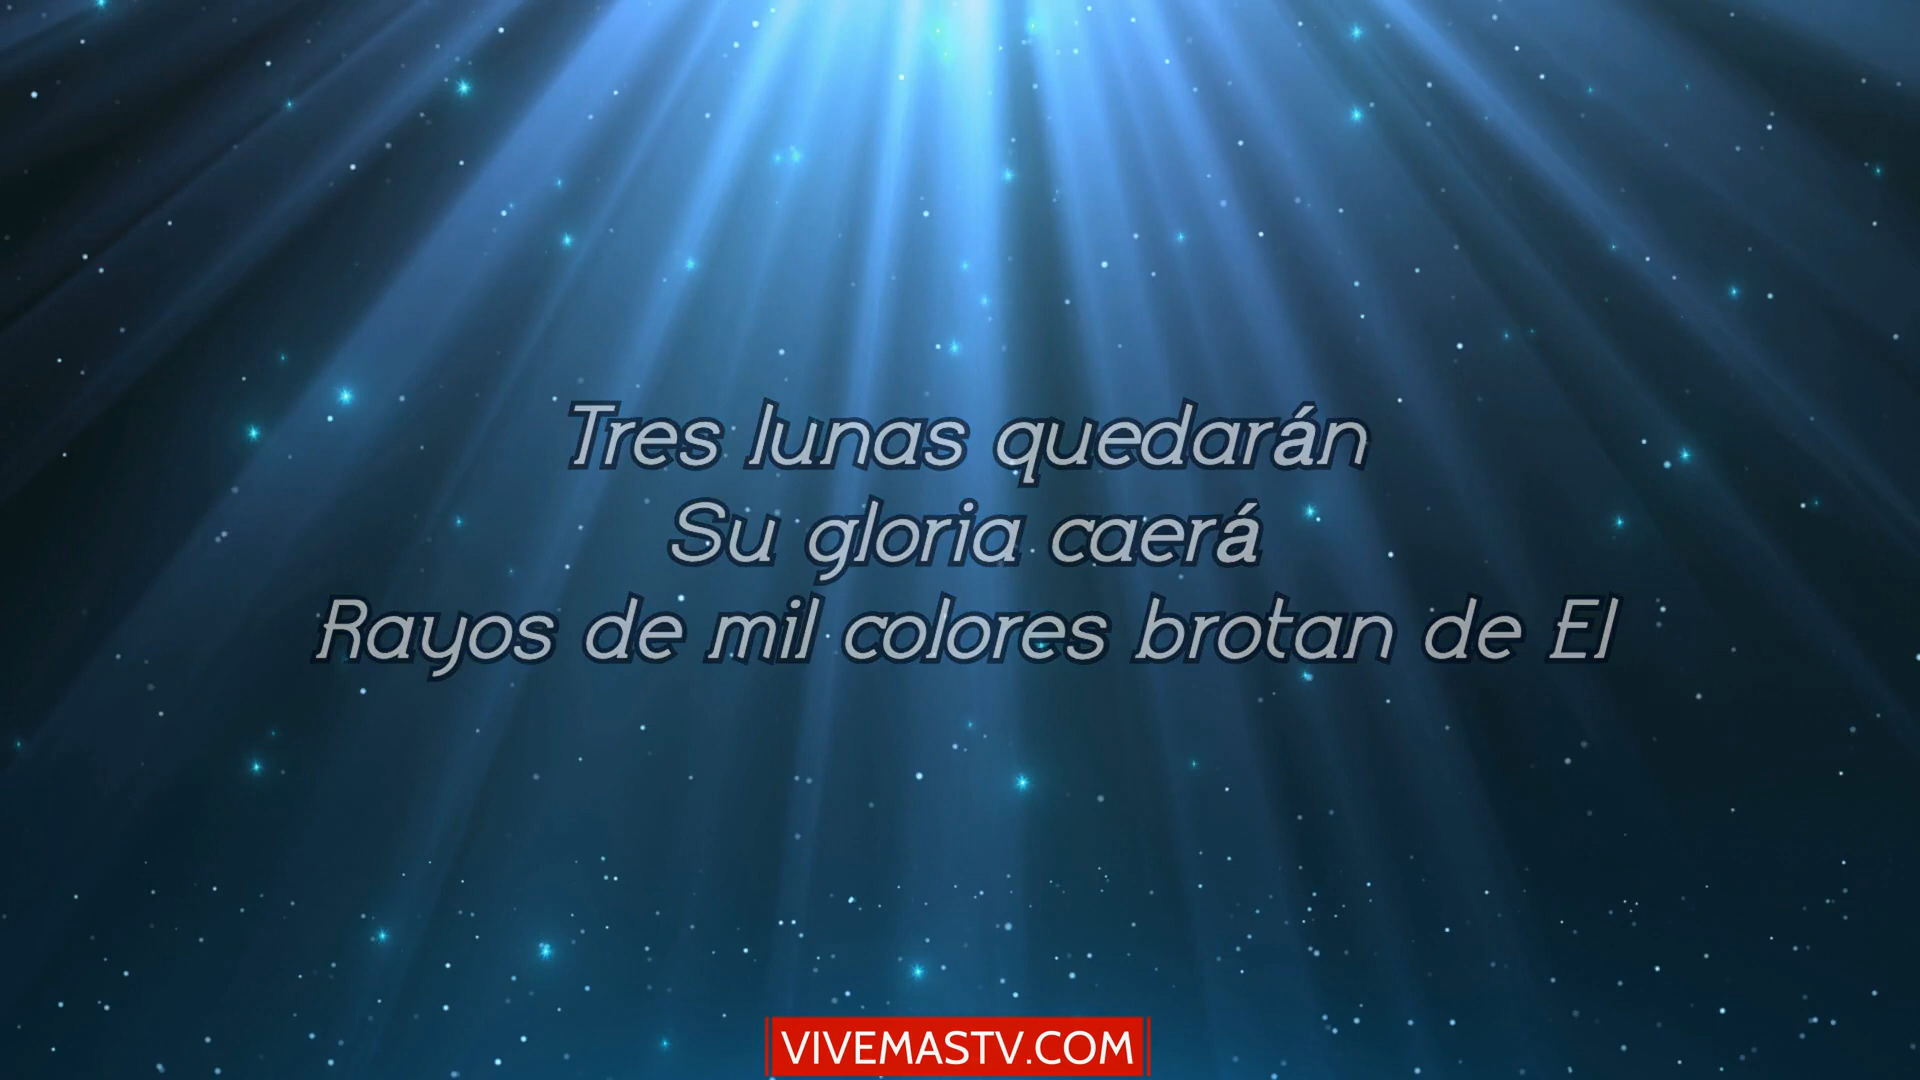 Tres lunas quedarán
Su gloria caerá
Rayos de mil colores brotan de El
VIVEMASTV.COM